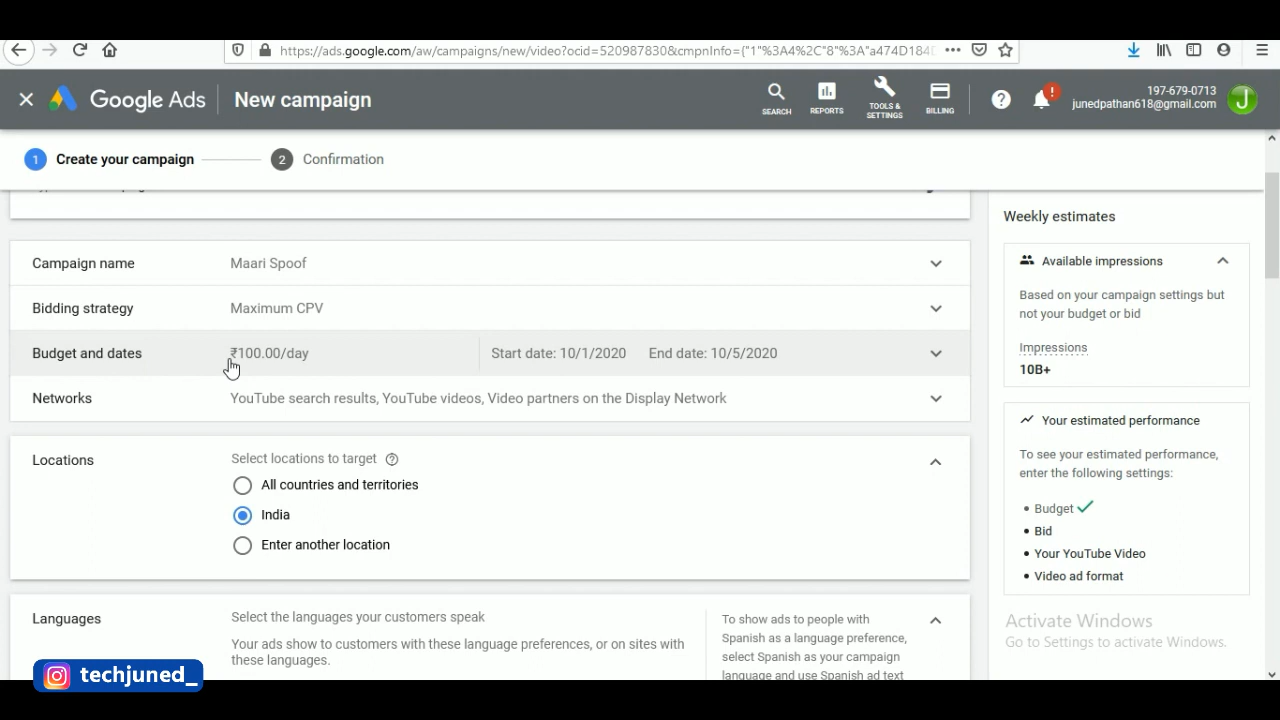 https://ads.google.com/aw/campaigns/new/video?ocid=520987830&cmpnInfo={"1"%3A4%2C"8"%3A"a474D184
Google Ads
New campaign
SEARCH
REPORTS
TOOLS & SETTINGS
BILLING
197-679-0713
junedpathan618@gmail.com
J
1 Create your campaign
2 Confirmation
Weekly estimates
Campaign name Maari Spoof
Available impressions
Based on your campaign settings but
not your budget or bid
Impressions
10B+
Bidding strategy Maximum CPV
Budget and dates ₹100.00/day Start date: 10/1/2020 End date: 10/5/2020
Networks YouTube search results, YouTube videos, Video partners on the Display Network
Your estimated performance
To see your estimated performance,
enter the following settings:
• Budget
• Bid
• Your YouTube Video
• Video ad format
Locations Select locations to target
All countries and territories
India
Enter another location
Languages Select the languages your customers speak
Your ads show to customers with these language preferences, or on sites with
these languages.
To show ads to people with
Spanish as a language preference,
select Spanish as your campaign
language and use Spanish ad text
Activate Windows
Go to Settings to activate Windows.
techjuned_